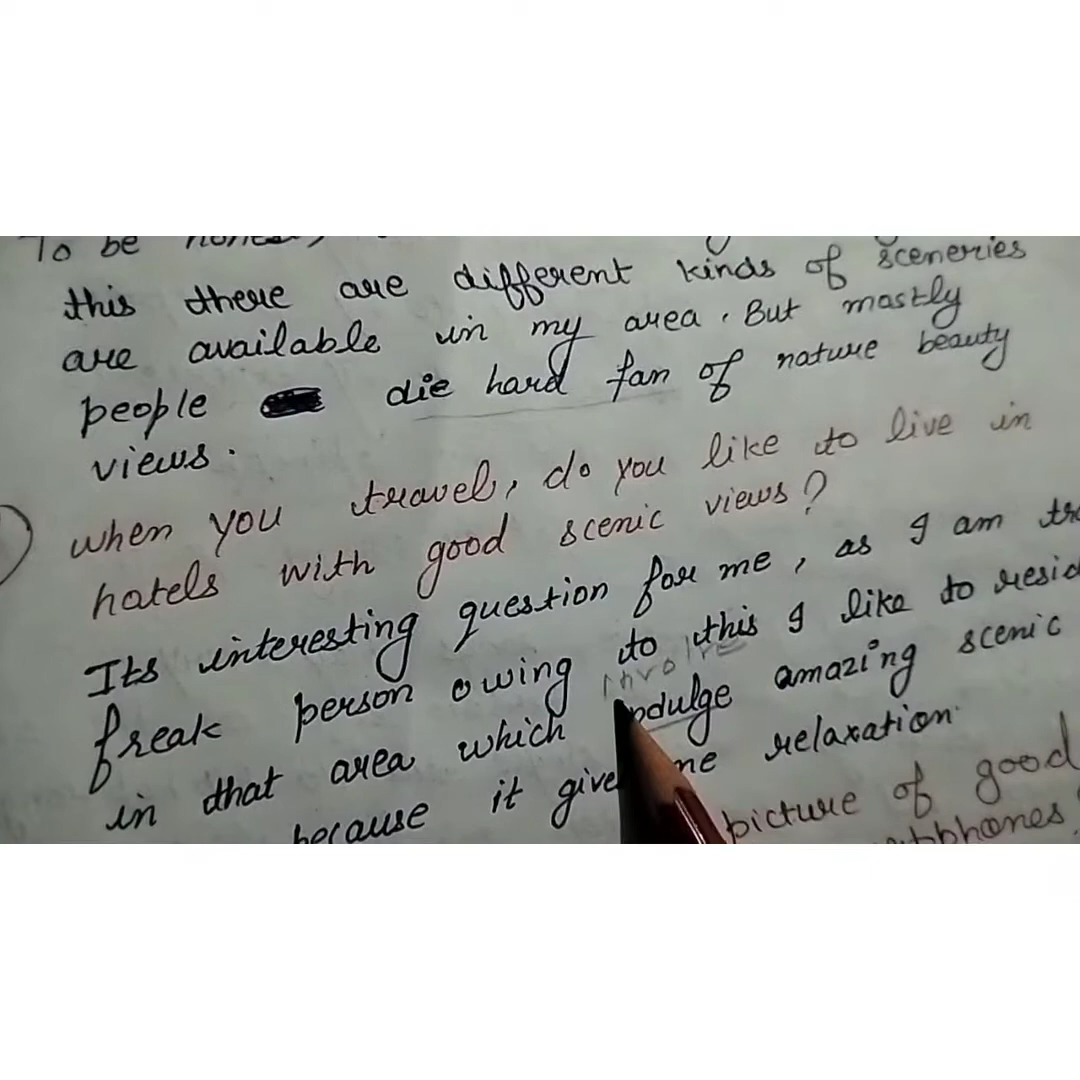 To be
this there are different kinds of sceneries
are available in my area. But mostly
people die hard fan of nature beauty
views.
when you travel, do you like to live in
hotels with good scenic views?
Its interesting question for me, as I am
freak person owing to this I like to
involve
in that area which indulge amazing scenic
because it give me relaxation.
picture of good